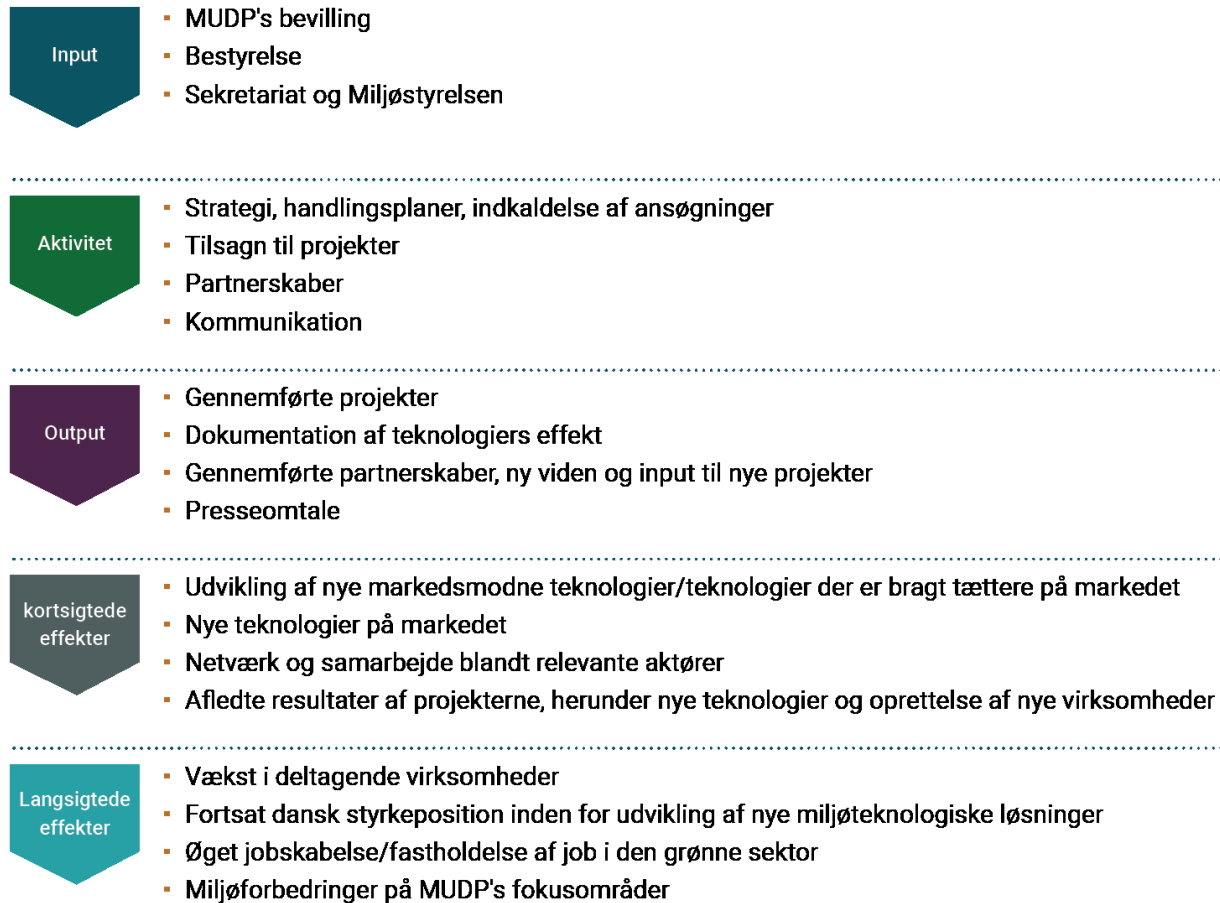 Input
MUDP's bevilling
Bestyrelse
Sekretariat og Miljøstyrelsen
Aktivitet
Strategi, handlingsplaner, indkaldelse af ansøgninger
Tilsagn til projekter
Partnerskaber
Kommunikation
Output
Gennemførte projekter
Dokumentation af teknologiers effekt
Gennemførte partnerskaber, ny viden og input til nye projekter
Presseomtale
kortsigtede
effekter
Udvikling af nye markedsmodne teknologier/teknologier der er bragt tættere på markedet
Nye teknologier på markedet
Netværk og samarbejde blandt relevante aktører
Afledte resultater af projekterne, herunder nye teknologier og oprettelse af nye virksomheder
Langsigtede
effekter
Vækst i deltagende virksomheder
Fortsat dansk styrkeposition inden for udvikling af nye miljøteknologiske løsninger
Øget jobskabelse/fastholdelse af job i den grønne sektor
Miljøforbedringer på MUDP's fokusområder